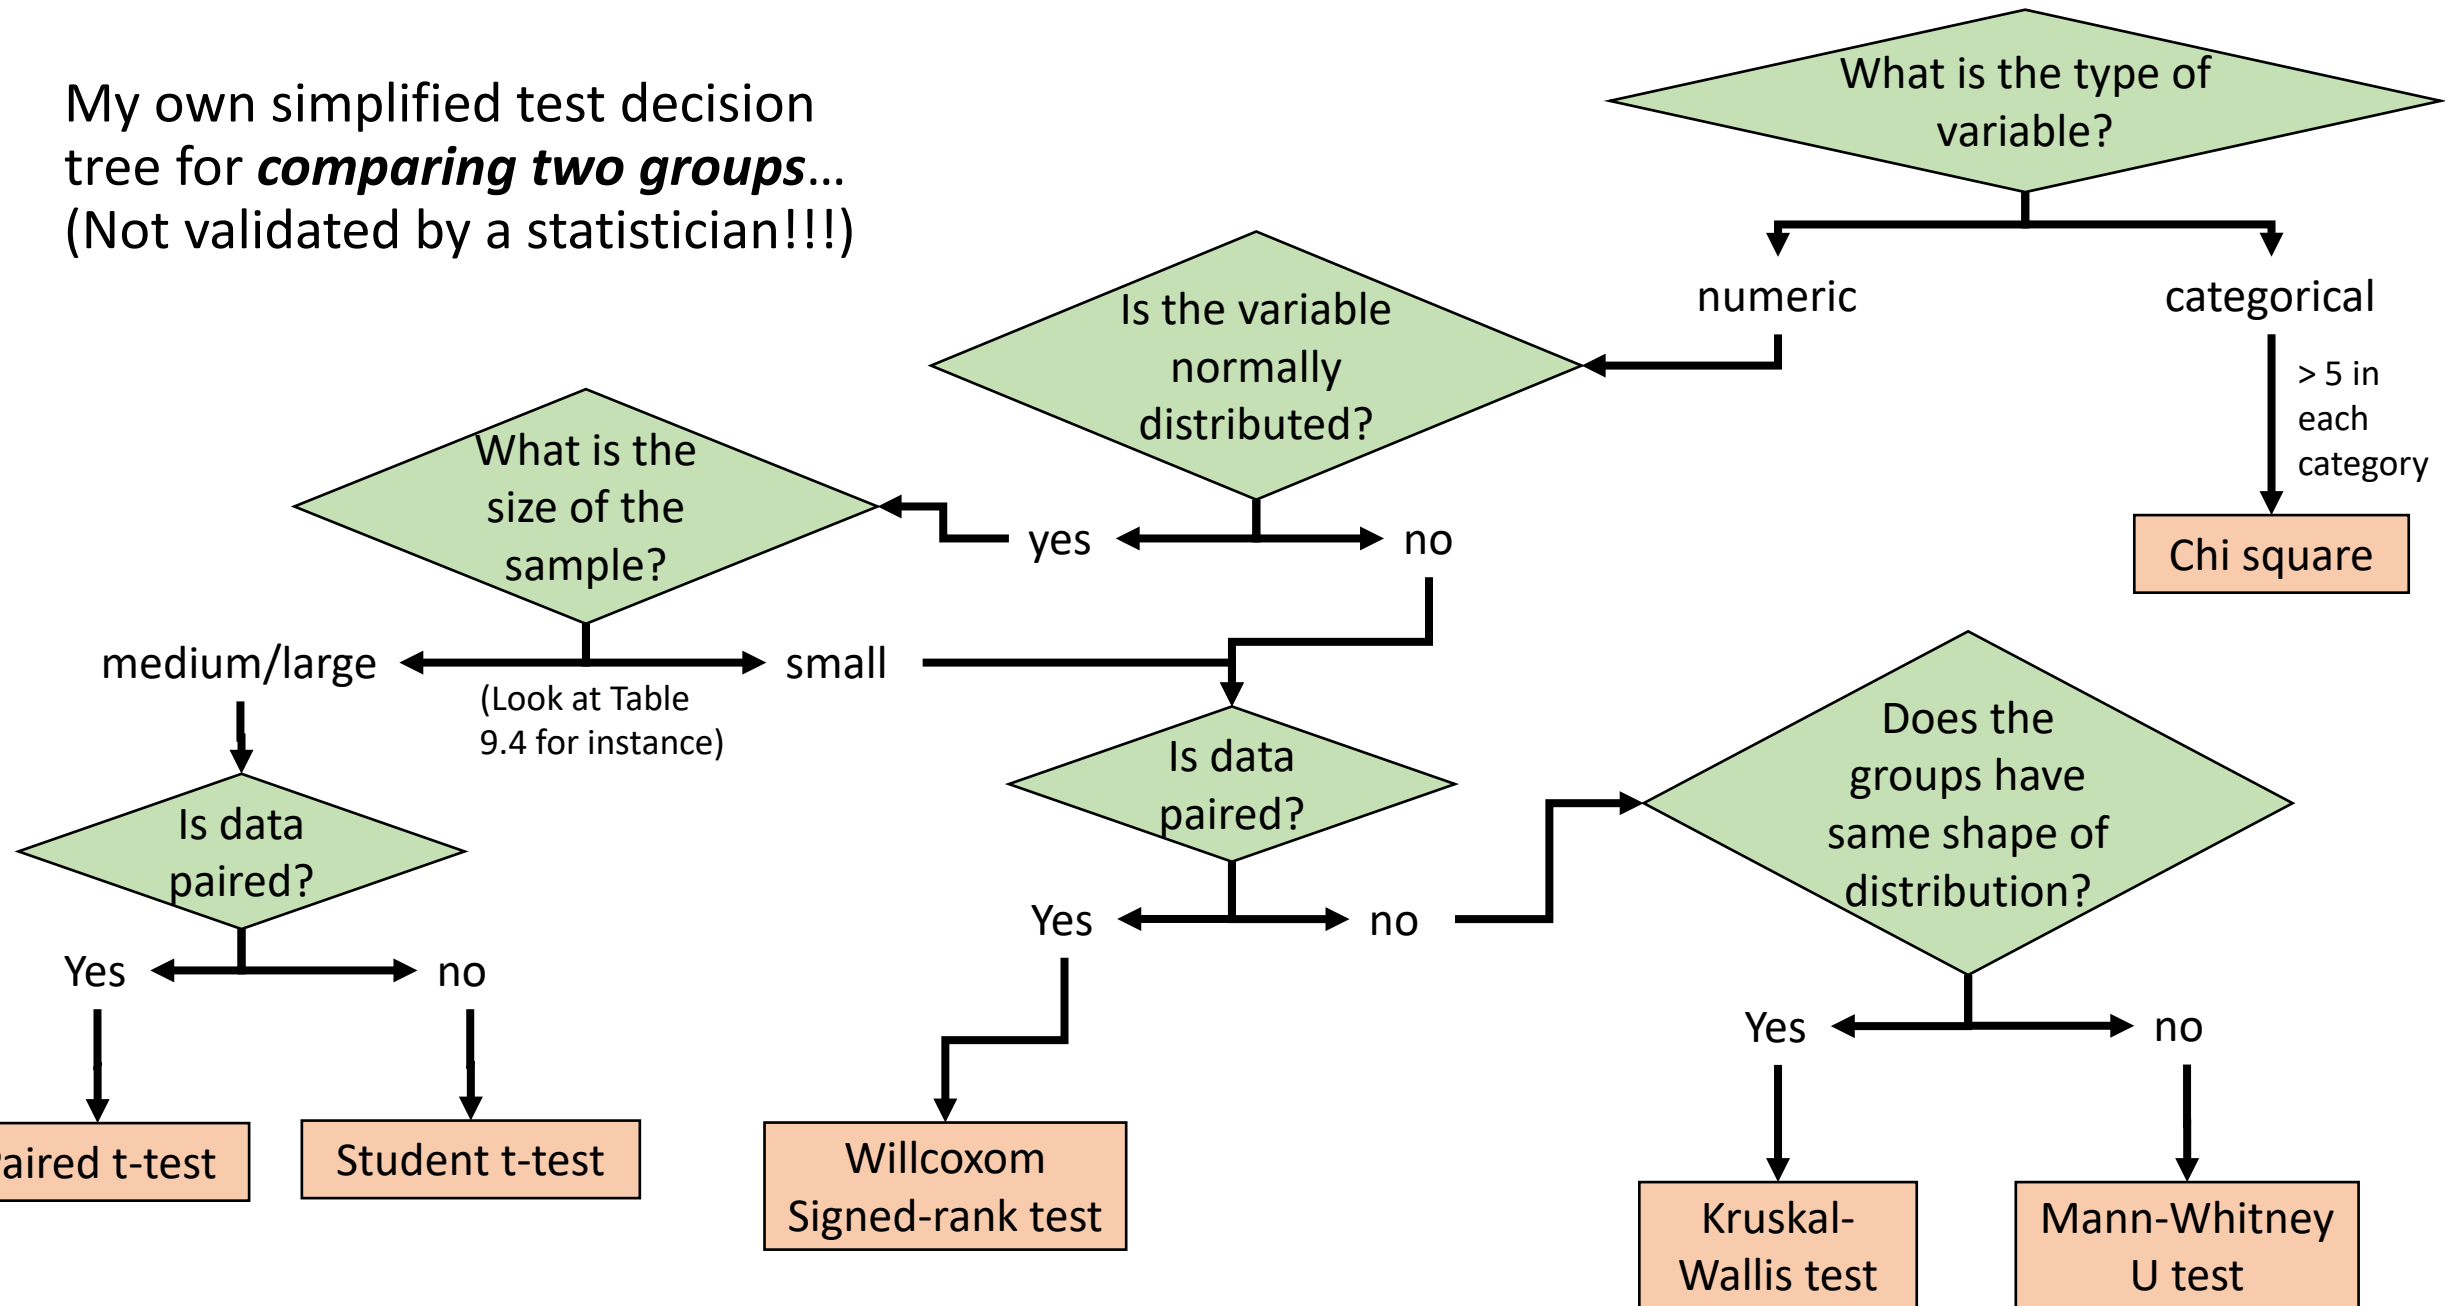 My own simplified test decision
tree for comparing two groups...
(Not validated by a statistician!!!)
What is the type of
variable?
numeric
categorical
> 5 in
each
category
Chi square
Is the variable
normally
distributed?
yes
no
What is the
size of the
sample?
medium/large
small
(Look at Table
9.4 for instance)
Is data
paired?
Yes
no
aired t-test
Student t-test
Is data
paired?
Yes
no
Willcoxom
Signed-rank test
Does the
groups have
same shape of
distribution?
Yes
no
Kruskal-
Wallis test
Mann-Whitney
U test